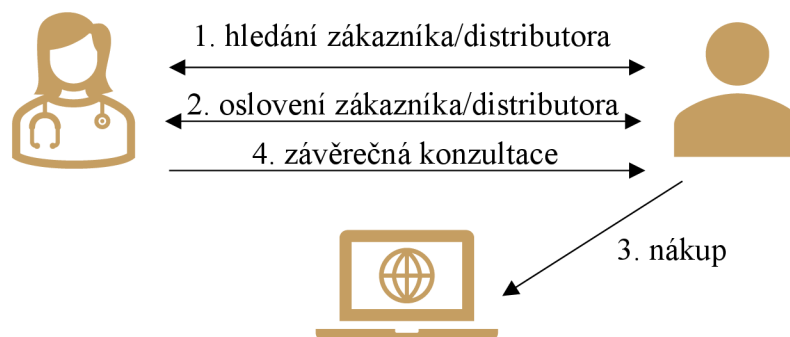 1. hledání zákazníka/distributora
2. oslovení zákazníka/distributora
4. závěrečná konzultace
3. nákup